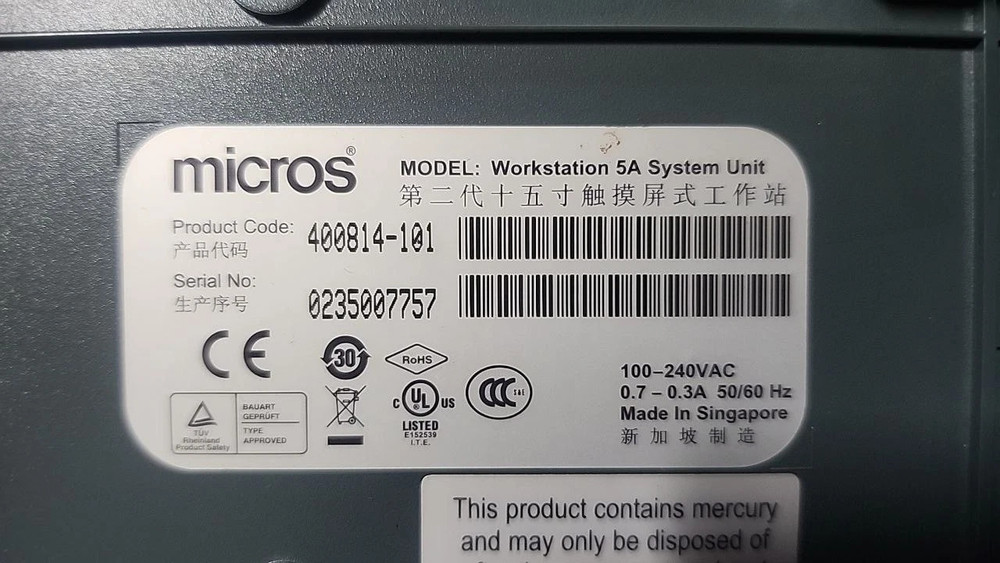 micros®
MODEL: Workstation 5A System Unit
第二代十五寸触摸屏式工作站
Product Code: 400814-101
产品代码
Serial No: 0235007757
生产序号
CE
30
RoHS
c UL US
LISTED
E152539
I.T.E.
CCC S&E
TÜV
Rheinland
Product Safety
BAUART
GEPRÜFT
TYPE
APPROVED
100–240VAC
0.7 – 0.3A 50/60 Hz
Made In Singapore
新加坡制造
This product contains mercury
and may only be disposed of